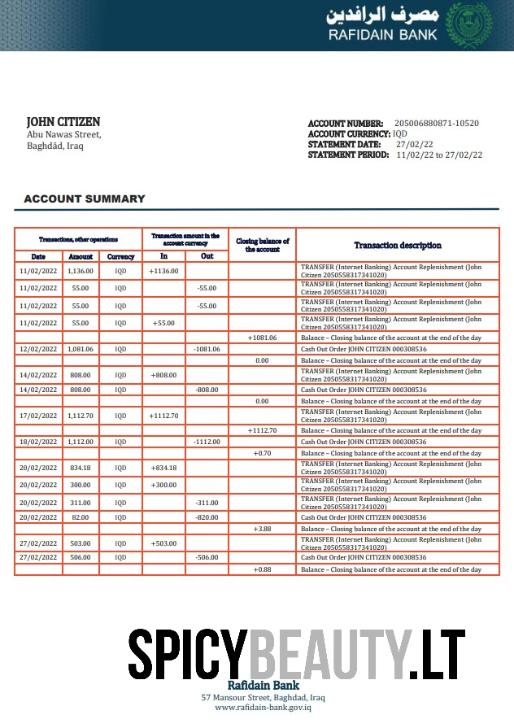 مصرف الرافدين
RAFIDAIN BANK
JOHN CITIZEN
Abu Nawas Street,
Baghdād, Iraq
ACCOUNT NUMBER: 205006880871-10520
ACCOUNT CURRENCY: IQD
STATEMENT DATE: 27/02/22
STATEMENT PERIOD: 11/02/22 to 27/02/22
ACCOUNT SUMMARY
Transactions, other operations
Transaction amount in the
account currency
Closing balance of
the account
Transaction description
Date Amount Currency In Out
11/02/2022 1,136.00 IQD +1136.00 TRANSFER (Internet Banking) Account Replenishment (John
Citizen 2050558317341020)
11/02/2022 55.00 IQD -55.00 TRANSFER (Internet Banking) Account Replenishment (John
Citizen 2050558317341020)
11/02/2022 55.00 IQD -55.00 TRANSFER (Internet Banking) Account Replenishment (John
Citizen 2050558317341020)
11/02/2022 55.00 IQD +55.00 TRANSFER (Internet Banking) Account Replenishment (John
Citizen 2050558317341020)
+1081.06 Balance – Closing balance of the account at the end of the day
12/02/2022 1,081.06 IQD -1081.06 Cash Out Order JOHN CITIZEN 000308536
0.00 Balance – Closing balance of the account at the end of the day
14/02/2022 808.00 IQD +808.00 TRANSFER (Internet Banking) Account Replenishment (John
Citizen 2050558317341020)
14/02/2022 808.00 IQD -808.00 Cash Out Order JOHN CITIZEN 000308536
0.00 Balance – Closing balance of the account at the end of the day
17/02/2022 1,112.70 IQD +1112.70 TRANSFER (Internet Banking) Account Replenishment (John
Citizen 2050558317341020)
+1112.70 Balance – Closing balance of the account at the end of the day
18/02/2022 1,112.00 IQD -1112.00 Cash Out Order JOHN CITIZEN 000308536
+0.70 Balance – Closing balance of the account at the end of the day
20/02/2022 834.18 IQD +834.18 TRANSFER (Internet Banking) Account Replenishment (John
Citizen 2050558317341020)
20/02/2022 300.00 IQD +300.00 TRANSFER (Internet Banking) Account Replenishment (John
Citizen 2050558317341020)
20/02/2022 311.00 IQD -311.00 TRANSFER (Internet Banking) Account Replenishment (John
Citizen 2050558317341020)
20/02/2022 82.00 IQD -820.00 Cash Out Order JOHN CITIZEN 000308536
+3.88 Balance – Closing balance of the account at the end of the day
27/02/2022 503.00 IQD +503.00 TRANSFER (Internet Banking) Account Replenishment (John
Citizen 2050558317341020)
27/02/2022 506.00 IQD -506.00 Cash Out Order JOHN CITIZEN 000308536
+0.88 Balance – Closing balance of the account at the end of the day
SPICYBEAUTY.LT
Rafidain Bank
57 Mansour Street, Baghdad, Iraq
www.rafidain-bank.gov.iq